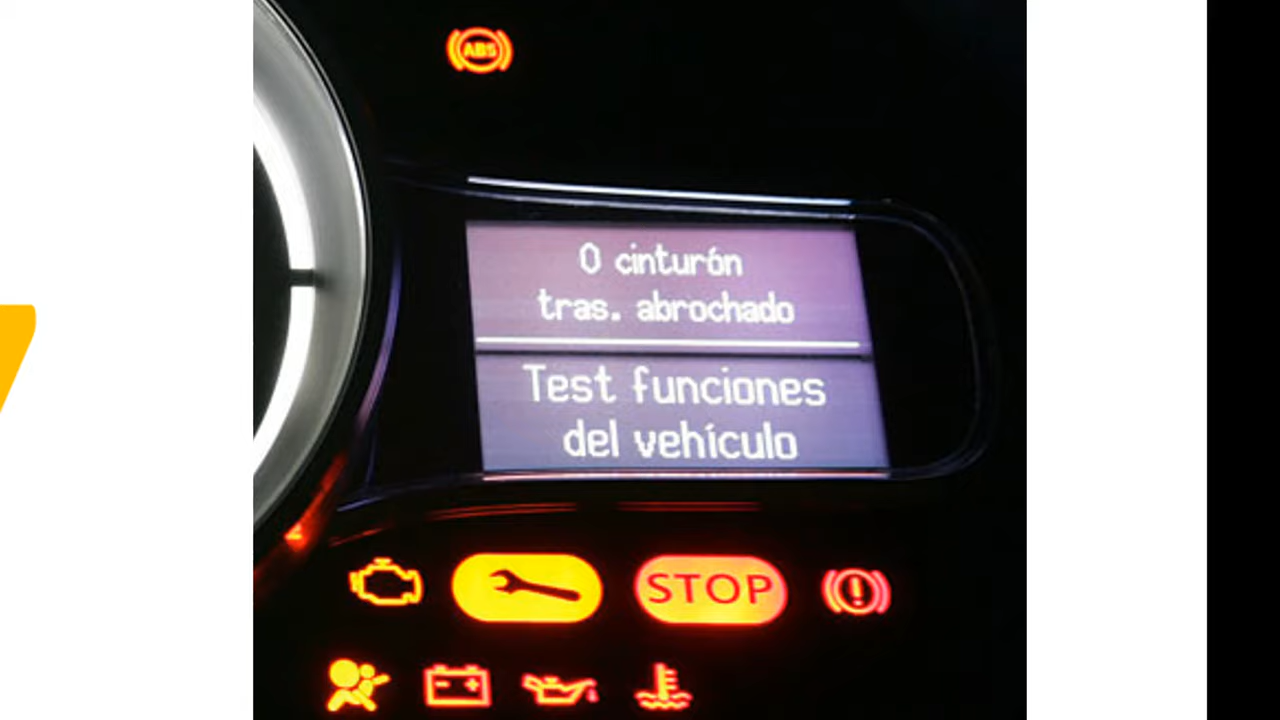 ABS
0 cinturón
tras. abrochado
Test funciones
del vehículo
STOP